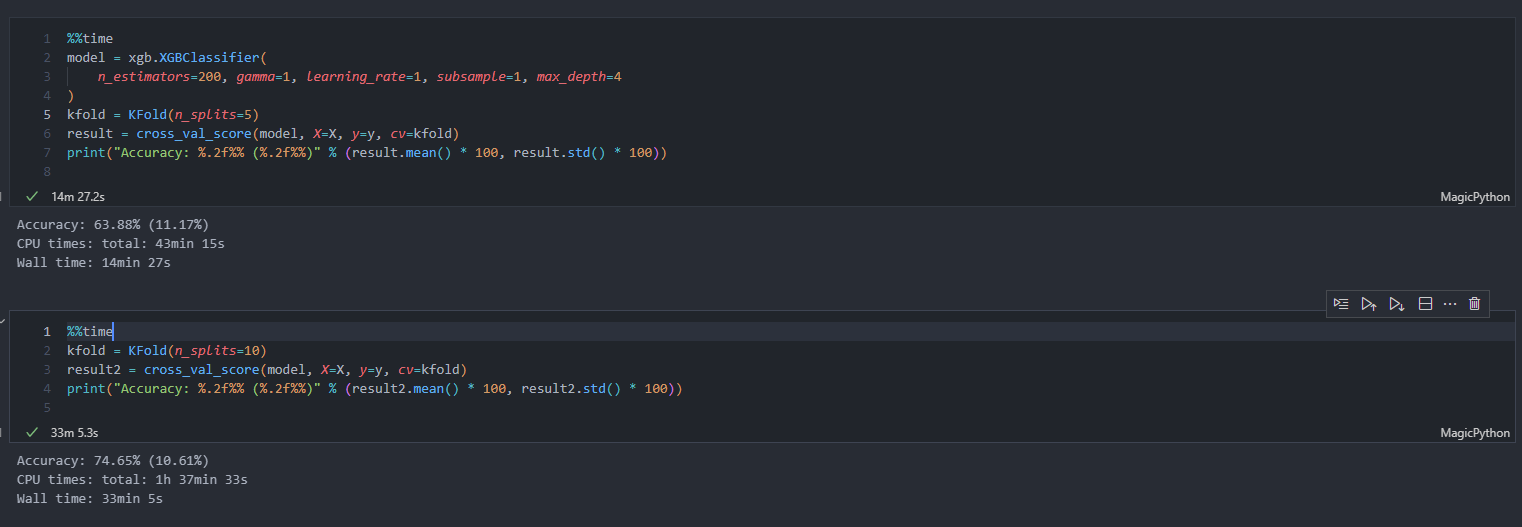 1 %%time
2 model = xgb.XGBClassifier(
3     n_estimators=200, gamma=1, learning_rate=1, subsample=1, max_depth=4
4 )
5 kfold = KFold(n_splits=5)
6 result = cross_val_score(model, X=X, y=y, cv=kfold)
7 print("Accuracy: %.2f%% (%.2f%%)" % (result.mean() * 100, result.std() * 100))
8
14m 27.2s MagicPython
Accuracy: 63.88% (11.17%)
CPU times: total: 43min 15s
Wall time: 14min 27s
1 %%time
2 kfold = KFold(n_splits=10)
3 result2 = cross_val_score(model, X=X, y=y, cv=kfold)
4 print("Accuracy: %.2f%% (%.2f%%)" % (result2.mean() * 100, result2.std() * 100))
5
33m 5.3s MagicPython
Accuracy: 74.65% (10.61%)
CPU times: total: 1h 37min 33s
Wall time: 33min 5s